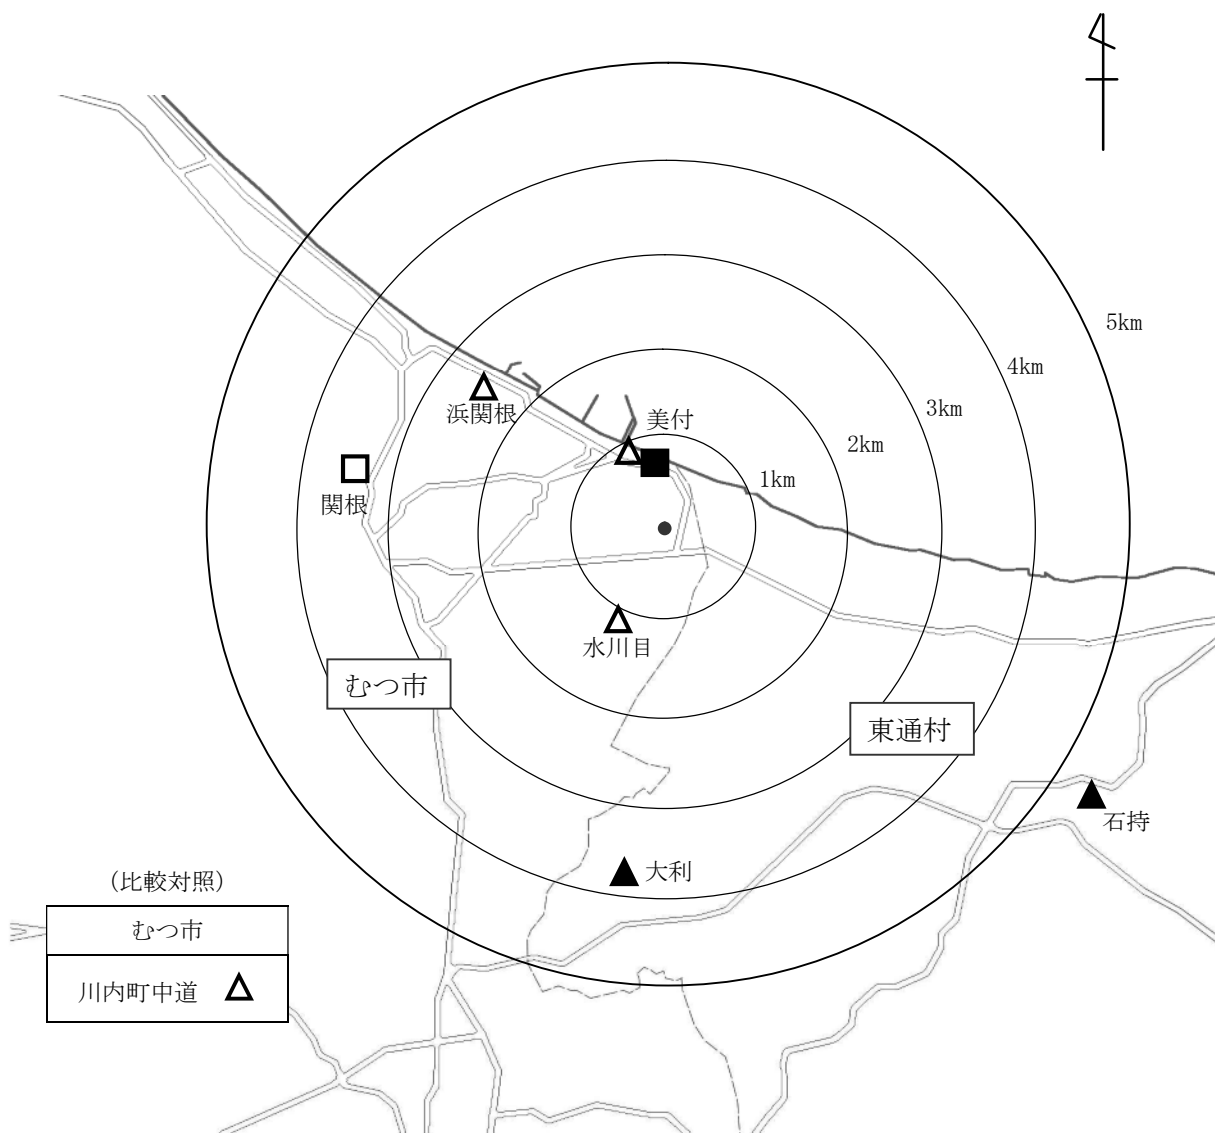 5km
4km
浜関根
美付
3km
2km
1km
関根
水川目
むつ市
東通村
石持
大利
(比較対照)
むつ市
川内町中道